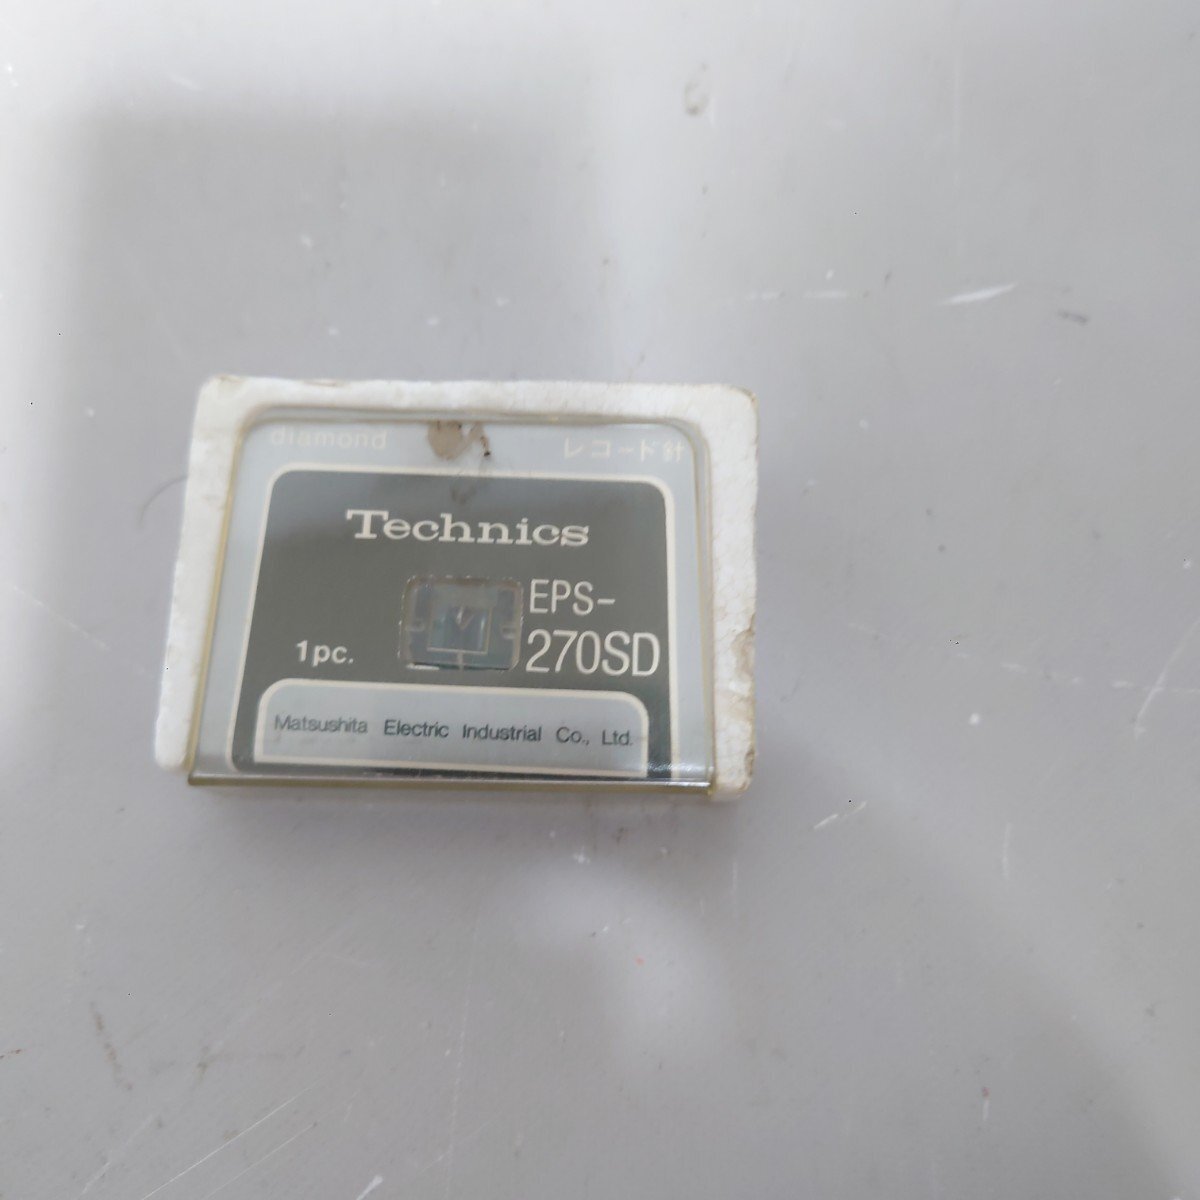 diamond レコード針
Technics
EPS-
1pc. 270SD
Matsushita Electric Industrial Co., Ltd.